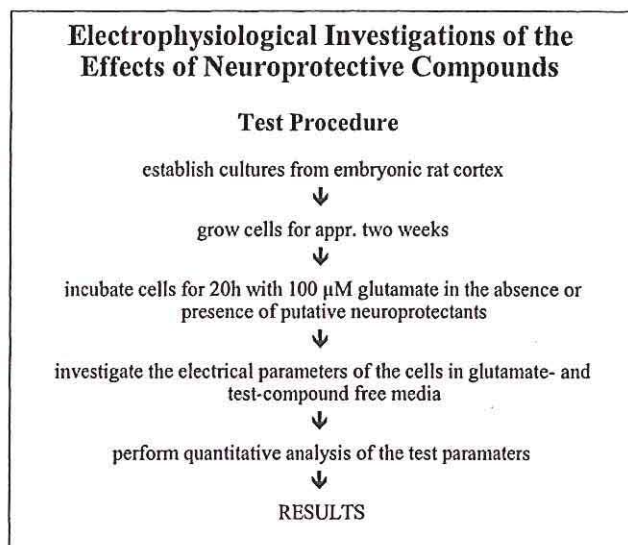 Electrophysiological Investigations of the
Effects of Neuroprotective Compounds
Test Procedure
establish cultures from embryonic rat cortex
↓
grow cells for appr. two weeks
↓
incubate cells for 20h with 100 µM glutamate in the absence or
presence of putative neuroprotectants
↓
investigate the electrical parameters of the cells in glutamate- and
test-compound free media
↓
perform quantitative analysis of the test paramaters
↓
RESULTS